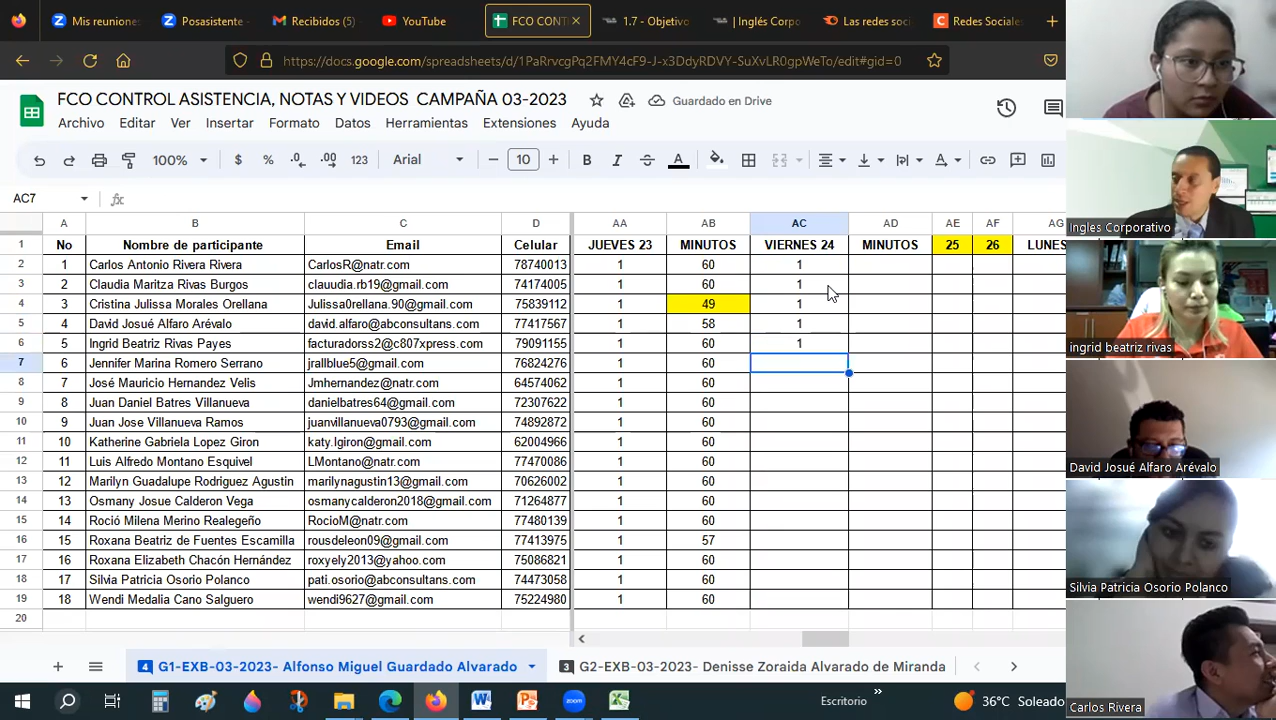 Mis reuniones
Posasistente -
Recibidos (5)
YouTube
FCO CONT
1.7 - Objetivo
| Inglés Corpo
Las redes soci
Redes Sociales
https://docs.google.com/spreadsheets/d/1PaRrvcgPq2FMY4cF9-J-x3DdyRDVY-SuXvLR0gpWeTo/edit#gid=0
FCO CONTROL ASISTENCIA, NOTAS Y VIDEOS CAMPAÑA 03-2023
Guardado en Drive
Archivo Editar Ver Insertar Formato Datos Herramientas Extensiones Ayuda
100% $ % .0 .00 123 Arial 10 B I A
AC7 fx
A B C D AA AB AC AD AE AF AG
1 No Nombre de participante Email Celular JUEVES 23 MINUTOS VIERNES 24 MINUTOS 25 26 LUNES
2 1 Carlos Antonio Rivera Rivera CarlosR@natr.com 78740013 1 60 1
3 2 Claudia Maritza Rivas Burgos clauudia.rb19@gmail.com 74174005 1 60 1
4 3 Cristina Julissa Morales Orellana Julissa0rellana.90@gmail.com 75839112 1 49 1
5 4 David Josué Alfaro Arévalo david.alfaro@abconsultans.com 77417567 1 58 1
6 5 Ingrid Beatriz Rivas Payes facturadorss2@c807xpress.com 79091155 1 60 1
7 6 Jennifer Marina Romero Serrano jrallblue5@gmail.com 76824276 1 60
8 7 José Mauricio Hernandez Velis Jmhernandez@natr.com 64574062 1 60
9 8 Juan Daniel Batres Villanueva danielbatres64@gmail.com 72307622 1 60
10 9 Juan Jose Villanueva Ramos juanvillanueva0793@gmail.com 74892872 1 60
11 10 Katherine Gabriela Lopez Giron katy.lgiron@gmail.com 62004966 1 60
12 11 Luis Alfredo Montano Esquivel LMontano@natr.com 77470086 1 60
13 12 Marilyn Guadalupe Rodriguez Agustin marilynagustin13@gmail.com 70626002 1 60
14 13 Osmany Josue Calderon Vega osmanycalderon2018@gmail.com 71264877 1 60
15 14 Roció Milena Merino Realegeño RocioM@natr.com 77480139 1 60
16 15 Roxana Beatriz de Fuentes Escamilla rousdeleon09@gmail.com 77413975 1 57
17 16 Roxana Elizabeth Chacón Hernández roxyely2013@yahoo.com 75086821 1 60
18 17 Silvia Patricia Osorio Polanco pati.osorio@abconsultans.com 74473058 1 60
19 18 Wendi Medalia Cano Salguero wendi9627@gmail.com 75224980 1 60
20
4 G1-EXB-03-2023- Alfonso Miguel Guardado Alvarado 3 G2-EXB-03-2023- Denisse Zorada Alvarado de Miranda
Escritorio » 36°C Soleado
Ingles Corporativo
ingrid beatriz rivas
David Josué Alfaro Arévalo
Silvia Patricia Osorio Polanco
Carlos Rivera